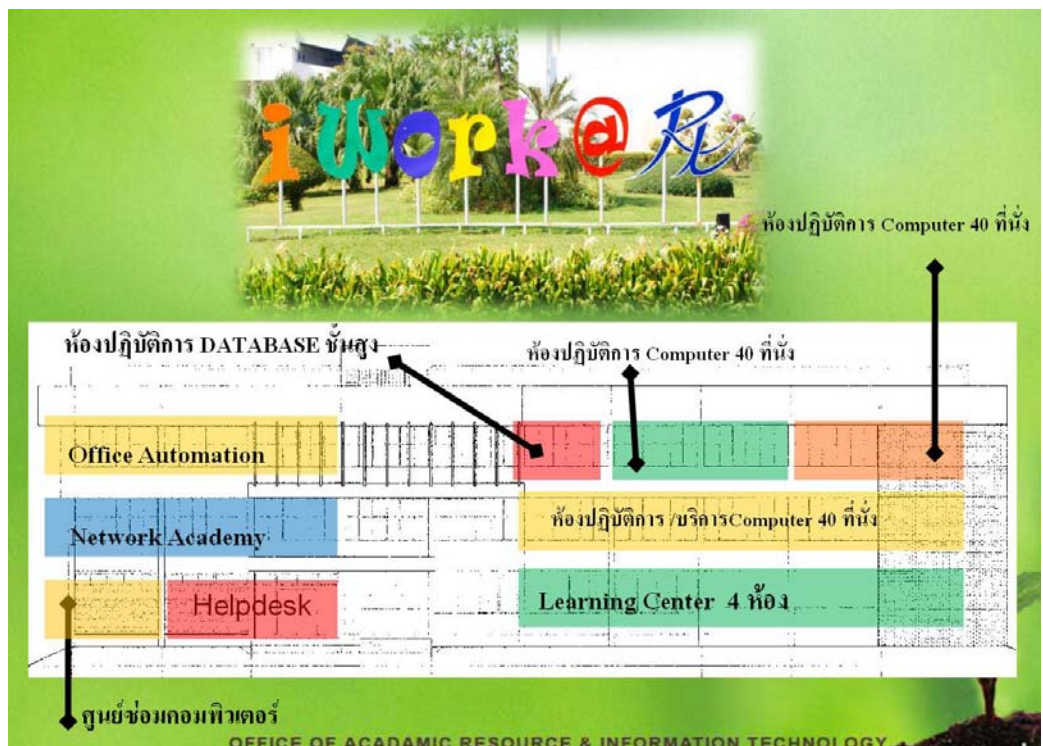 iwork@
ห้องปฏิบัติการ Computer 40 ที่นั่ง
ห้องปฏิบัติการ DATABASE ชั้นสูง
ห้องปฏิบัติการ Computer 40 ที่นั่ง
Office Automation
Network Academy
ห้องปฏิบัติการ /บริการComputer 40 ที่นั่ง
Helpdesk
Learning Center 4 ห้อง
ศูนย์ซ่อมคอมพิวเตอร์
OFFICE OF ACADAMIC RESOURCE & INFORMATION TECHNOLOGY